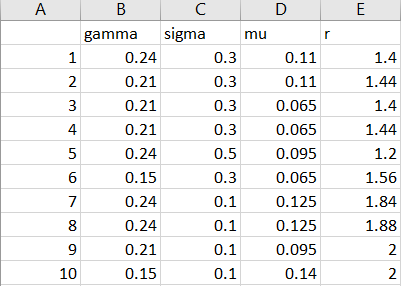 A B C D E
gamma sigma mu r
1 0.24 0.3 0.11 1.4
2 0.21 0.3 0.11 1.44
3 0.21 0.3 0.065 1.4
4 0.21 0.3 0.065 1.44
5 0.24 0.5 0.095 1.2
6 0.15 0.3 0.065 1.56
7 0.24 0.1 0.125 1.84
8 0.24 0.1 0.125 1.88
9 0.21 0.1 0.095 2
10 0.15 0.1 0.14 2